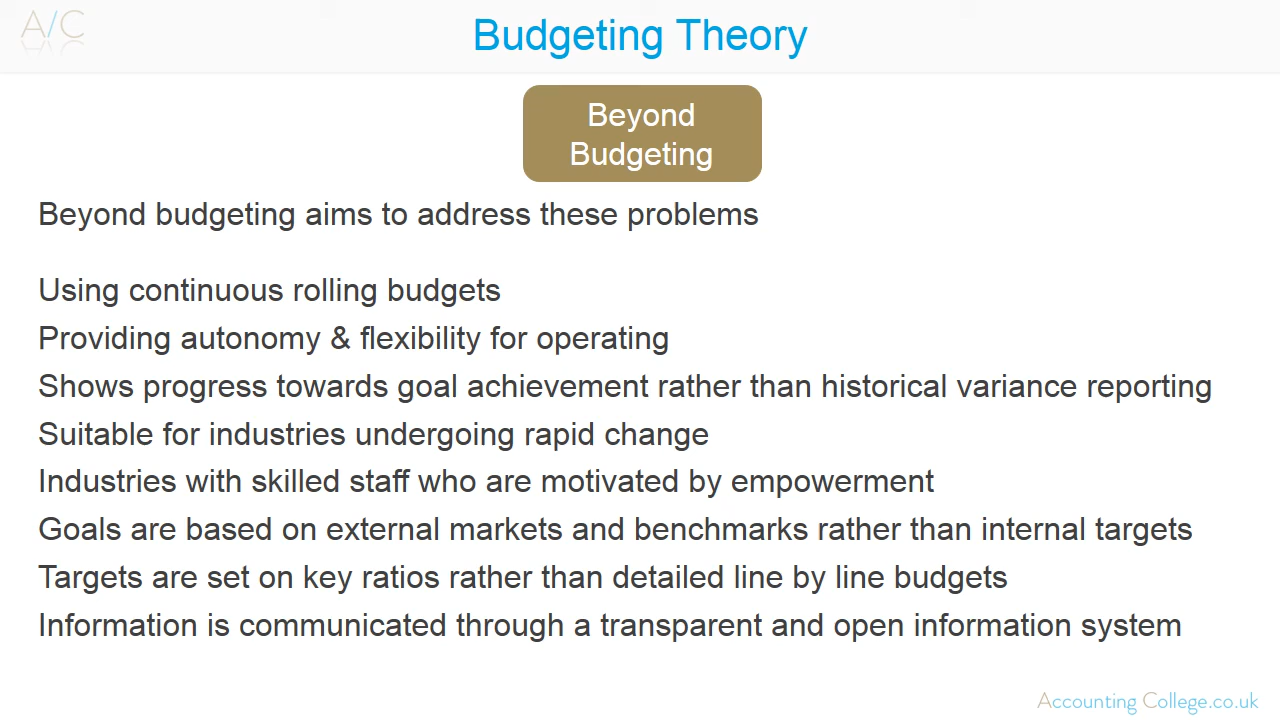 A/C
Budgeting Theory
Beyond
Budgeting
Beyond budgeting aims to address these problems
Using continuous rolling budgets
Providing autonomy & flexibility for operating
Shows progress towards goal achievement rather than historical variance reporting
Suitable for industries undergoing rapid change
Industries with skilled staff who are motivated by empowerment
Goals are based on external markets and benchmarks rather than internal targets
Targets are set on key ratios rather than detailed line by line budgets
Information is communicated through a transparent and open information system
Accounting College.co.uk